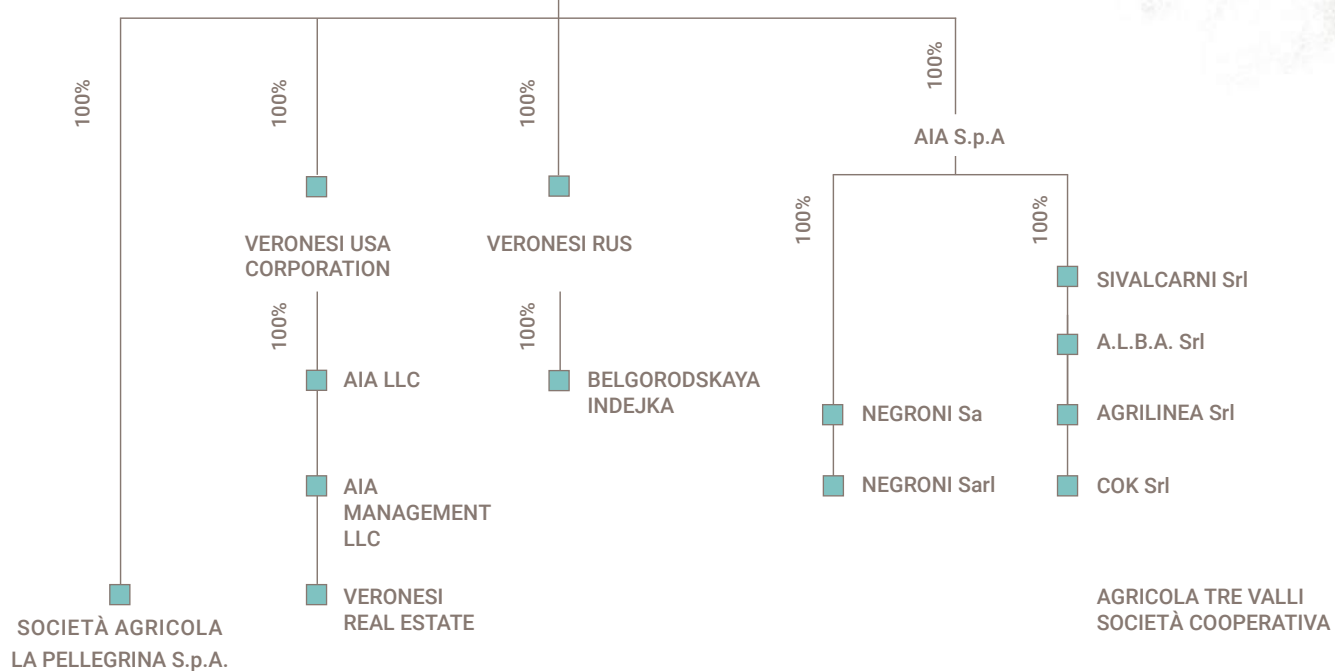 100%
100%
100%
100%
AIA S.p.A
100%
100%
VERONESI USA
CORPORATION
VERONESI RUS
SIVALCARNI Srl
100%
100%
A.L.B.A. Srl
AIA LLC
BELGORODSKAYA
INDEJKA
NEGRONI Sa
AGRILINEA Srl
AIA
MANAGEMENT
LLC
NEGRONI Sarl
COK Srl
SOCIETÀ AGRICOLA
LA PELLEGRINA S.p.A.
VERONESI
REAL ESTATE
AGRICOLA TRE VALLI
SOCIETÀ COOPERATIVA